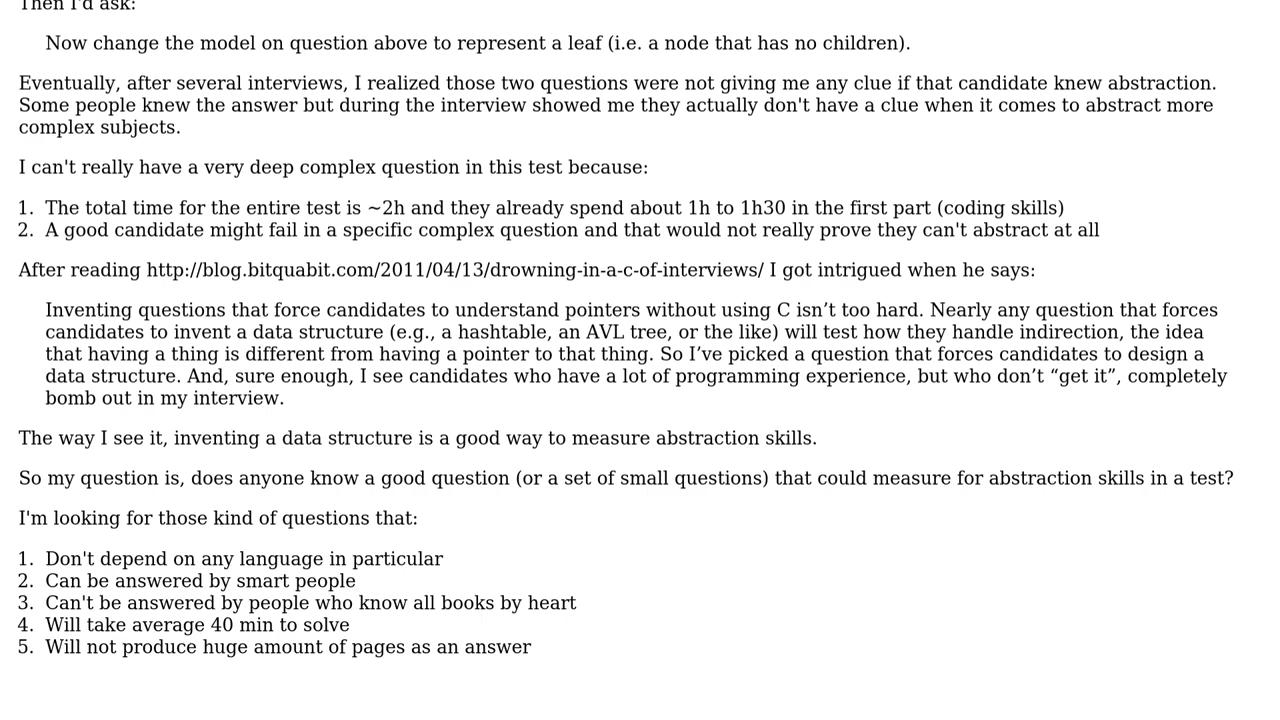 Then I'd ask:
Now change the model on question above to represent a leaf (i.e. a node that has no children).
Eventually, after several interviews, I realized those two questions were not giving me any clue if that candidate knew abstraction.
Some people knew the answer but during the interview showed me they actually don't have a clue when it comes to abstract more
complex subjects.
I can't really have a very deep complex question in this test because:
1. The total time for the entire test is ~2h and they already spend about 1h to 1h30 in the first part (coding skills)
2. A good candidate might fail in a specific complex question and that would not really prove they can't abstract at all
After reading http://blog.bitquabit.com/2011/04/13/drowning-in-a-c-of-interviews/ I got intrigued when he says:
Inventing questions that force candidates to understand pointers without using C isn’t too hard. Nearly any question that forces
candidates to invent a data structure (e.g., a hashtable, an AVL tree, or the like) will test how they handle indirection, the idea
that having a thing is different from having a pointer to that thing. So I’ve picked a question that forces candidates to design a
data structure. And, sure enough, I see candidates who have a lot of programming experience, but who don’t “get it”, completely
bomb out in my interview.
The way I see it, inventing a data structure is a good way to measure abstraction skills.
So my question is, does anyone know a good question (or a set of small questions) that could measure for abstraction skills in a test?
I'm looking for those kind of questions that:
1. Don't depend on any language in particular
2. Can be answered by smart people
3. Can't be answered by people who know all books by heart
4. Will take average 40 min to solve
5. Will not produce huge amount of pages as an answer